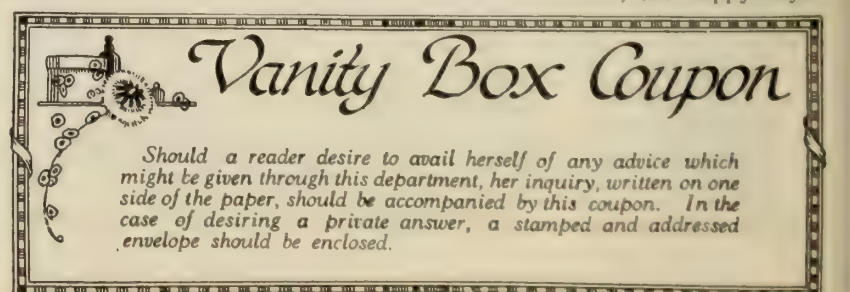 Vanity Box Coupon
Should a reader desire to avail herself of any advice which
might be given through this department, her inquiry, written on one
side of the paper, should be accompanied by this coupon. In the
case of desiring a private answer, a stamped and addressed
envelope should be enclosed.